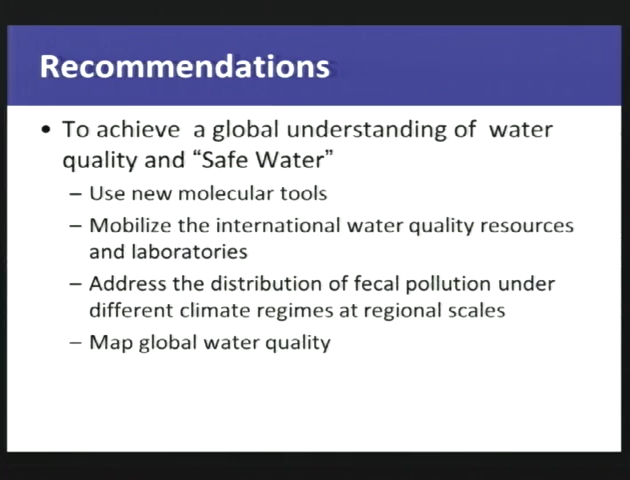 Recommendations
• To achieve a global understanding of water
quality and “Safe Water”
– Use new molecular tools
– Mobilize the international water quality resources
and laboratories
– Address the distribution of fecal pollution under
different climate regimes at regional scales
– Map global water quality